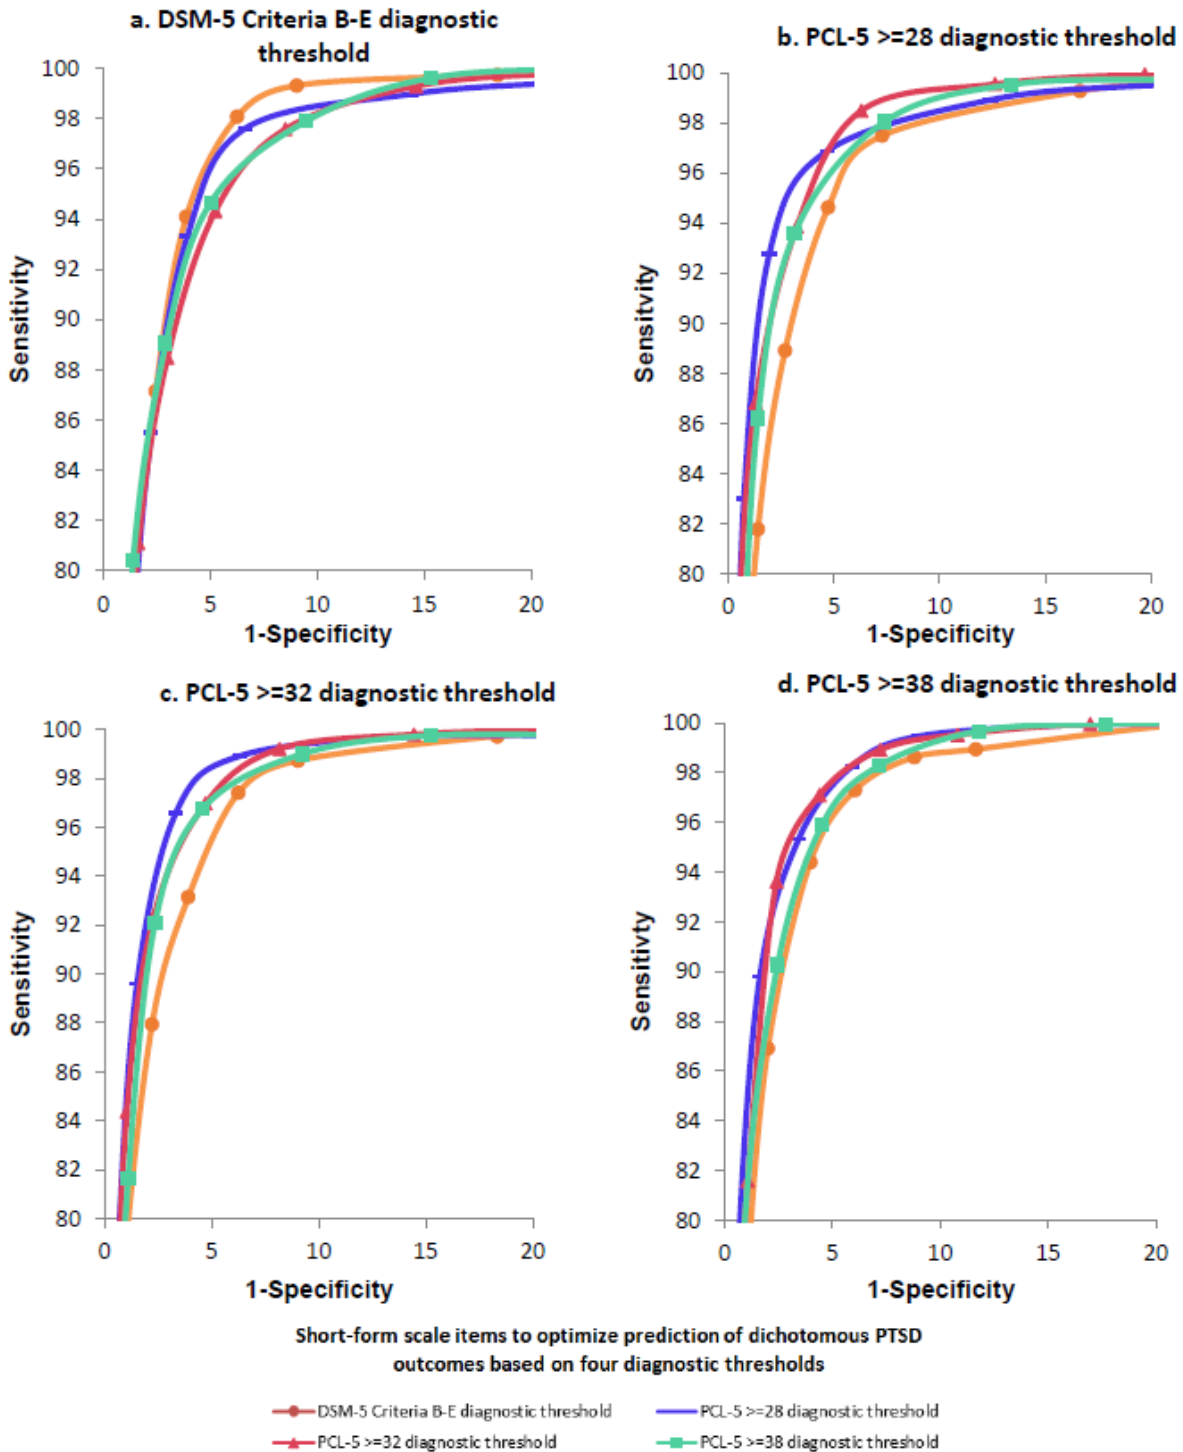 a. DSM-5 Criteria B-E diagnostic
threshold
100
98
96
94
92
90
88
86
84
82
80
Sensitivity
0 5 10 15 20
1-Specificity
b. PCL-5 >=28 diagnostic threshold
100
98
96
94
92
90
88
86
84
82
80
Sensitivty
0 5 10 15 20
1-Specificity
c. PCL-5 >=32 diagnostic threshold
100
98
96
94
92
90
88
86
84
82
80
Sensitivty
0 5 10 15 20
1-Specificity
d. PCL-5 >=38 diagnostic threshold
100
98
96
94
92
90
88
86
84
82
80
Sensitivty
0 5 10 15 20
1-Specificity
Short-form scale items to optimize prediction of dichotomous PTSD
outcomes based on four diagnostic thresholds
DSM-5 Criteria B-E diagnostic threshold
PCL-5 >=28 diagnostic threshold
PCL-5 >=32 diagnostic threshold
PCL-5 >=38 diagnostic threshold